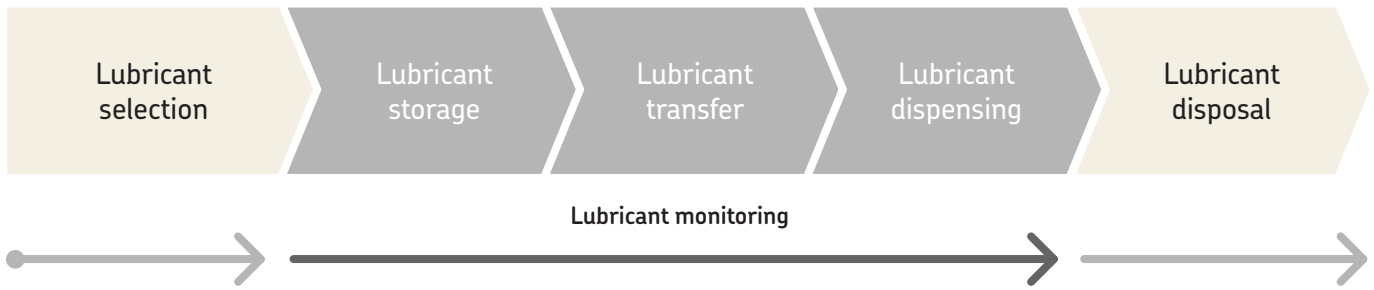 Lubricant
selection
Lubricant
storage
Lubricant
transfer
Lubricant
dispensing
Lubricant
disposal
Lubricant monitoring